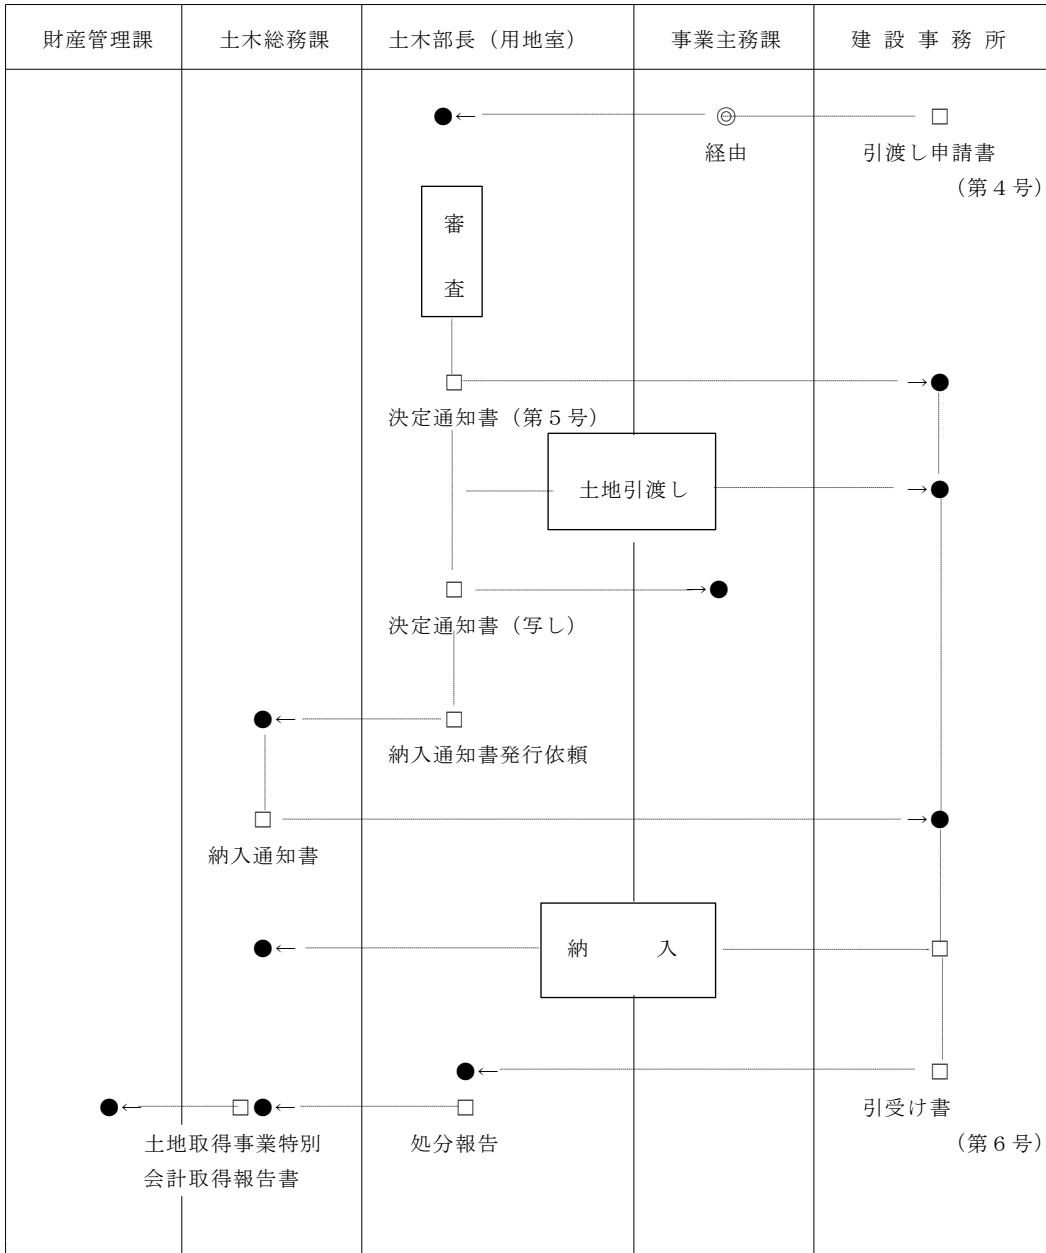 財産管理課
土木総務課
土木部長（用地室）
事業主務課
建設事務所
経由
引渡し申請書
（第４号）
審
査
決定通知書（第５号）
土地引渡し
決定通知書（写し）
納入通知書発行依頼
納入通知書
納　　　入
引受け書
（第６号）
土地取得事業特別
会計取得報告書
処分報告